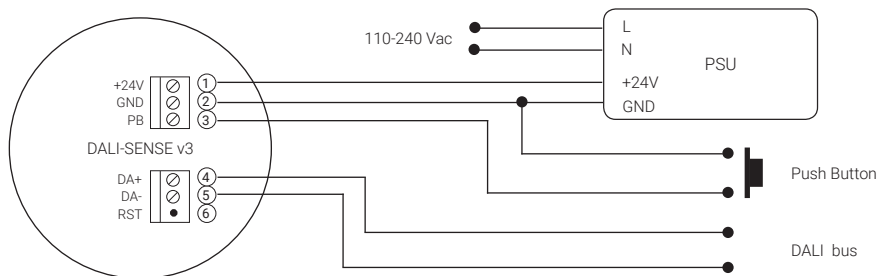 110-240 Vac
L
N
PSU
+24V
GND
+24V
GND
PB
1
2
3
DALI-SENSE v3
DA+
DA-
RST
4
5
6
Push Button
DALI bus